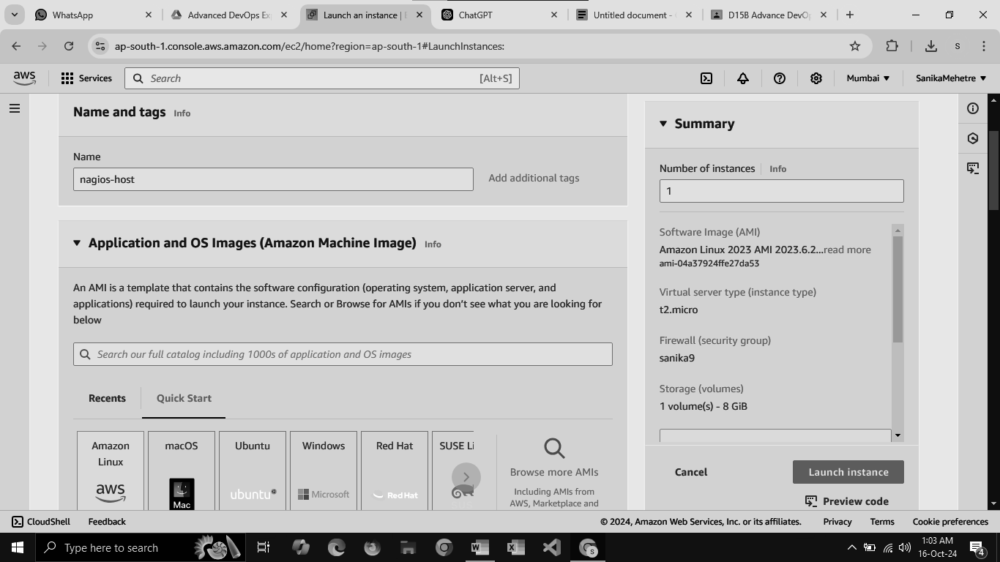 WhatsApp
Advanced DevOps Ex
Launch an instance | E
ChatGPT
Untitled document -
D15B Advance DevO
ap-south-1.console.aws.amazon.com/ec2/home?region=ap-south-1#LaunchInstances:
S
aws
Services
Search
[Alt+S]
Mumbai
SanikaMehetre
Name and tags Info
Name
nagios-host
Add additional tags
Application and OS Images (Amazon Machine Image) Info
An AMI is a template that contains the software configuration (operating system, application server, and
applications) required to launch your instance. Search or Browse for AMIs if you don't see what you are looking for
below
Search our full catalog including 1000s of application and OS images
Recents
Quick Start
Amazon
Linux
aws
macOS
Mac
Ubuntu
ubuntu
Windows
Microsoft
Red Hat
Red Hat
SUSE Li
Browse more AMIs
Including AMIs from
AWS, Marketplace and
Summary
Number of instances Info
1
Software Image (AMI)
Amazon Linux 2023 AMI 2023.6.2...read more
ami-04a37924ffe27da53
Virtual server type (instance type)
t2.micro
Firewall (security group)
sanika9
Storage (volumes)
1 volume(s) - 8 GiB
Cancel
Launch instance
Preview code
CloudShell
Feedback
© 2024, Amazon Web Services, Inc. or its affiliates.
Privacy
Terms
Cookie preferences
Type here to search
1:03 AM
16-Oct-24
4